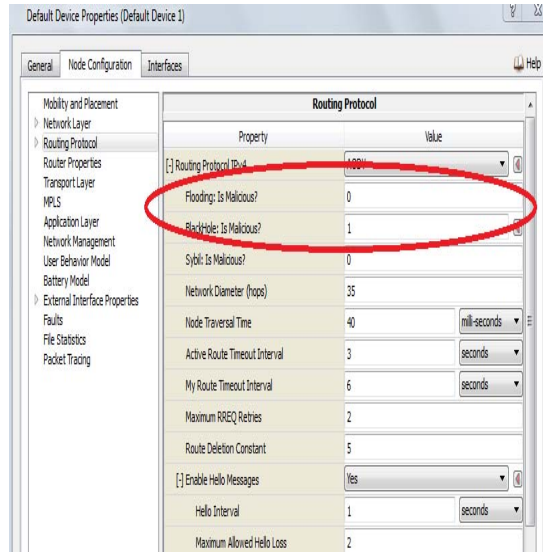 Default Device Properties (Default Device 1)
General Node Configuration Interfaces Help
Mobility and Placement
Network Layer
Routing Protocol
Router Properties
Transport Layer
MPLS
Application Layer
Network Management
User Behavior Model
Battery Model
External Interface Properties
Faults
File Statistics
Packet Tracing
Routing Protocol
Property Value
[-] Routing Protocol IPv4
Flooding: Is Malicious? 0
BlackHole: Is Malicious? 1
Sybil: Is Malicious? 0
Network Diameter (hops) 35
Node Traversal Time 40 milli-seconds
Active Route Timeout Interval 3 seconds
My Route Timeout Interval 6 seconds
Maximum RREQ Retries 2
Route Deletion Constant 5
[-] Enable Hello Messages Yes
Hello Interval 1 seconds
Maximum Allowed Hello Loss 2